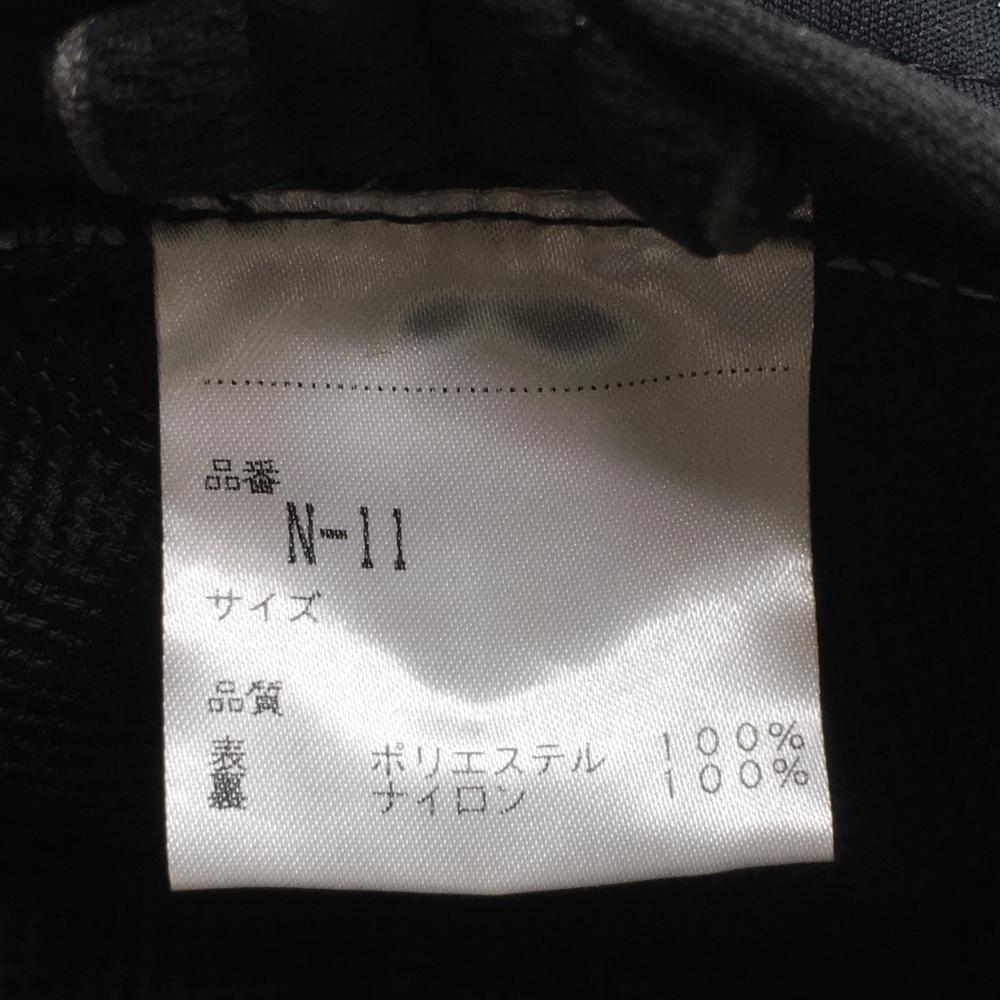 品番
N-11
サイズ
品質
表 ポリエステル 100%
裏 ナイロン 100%